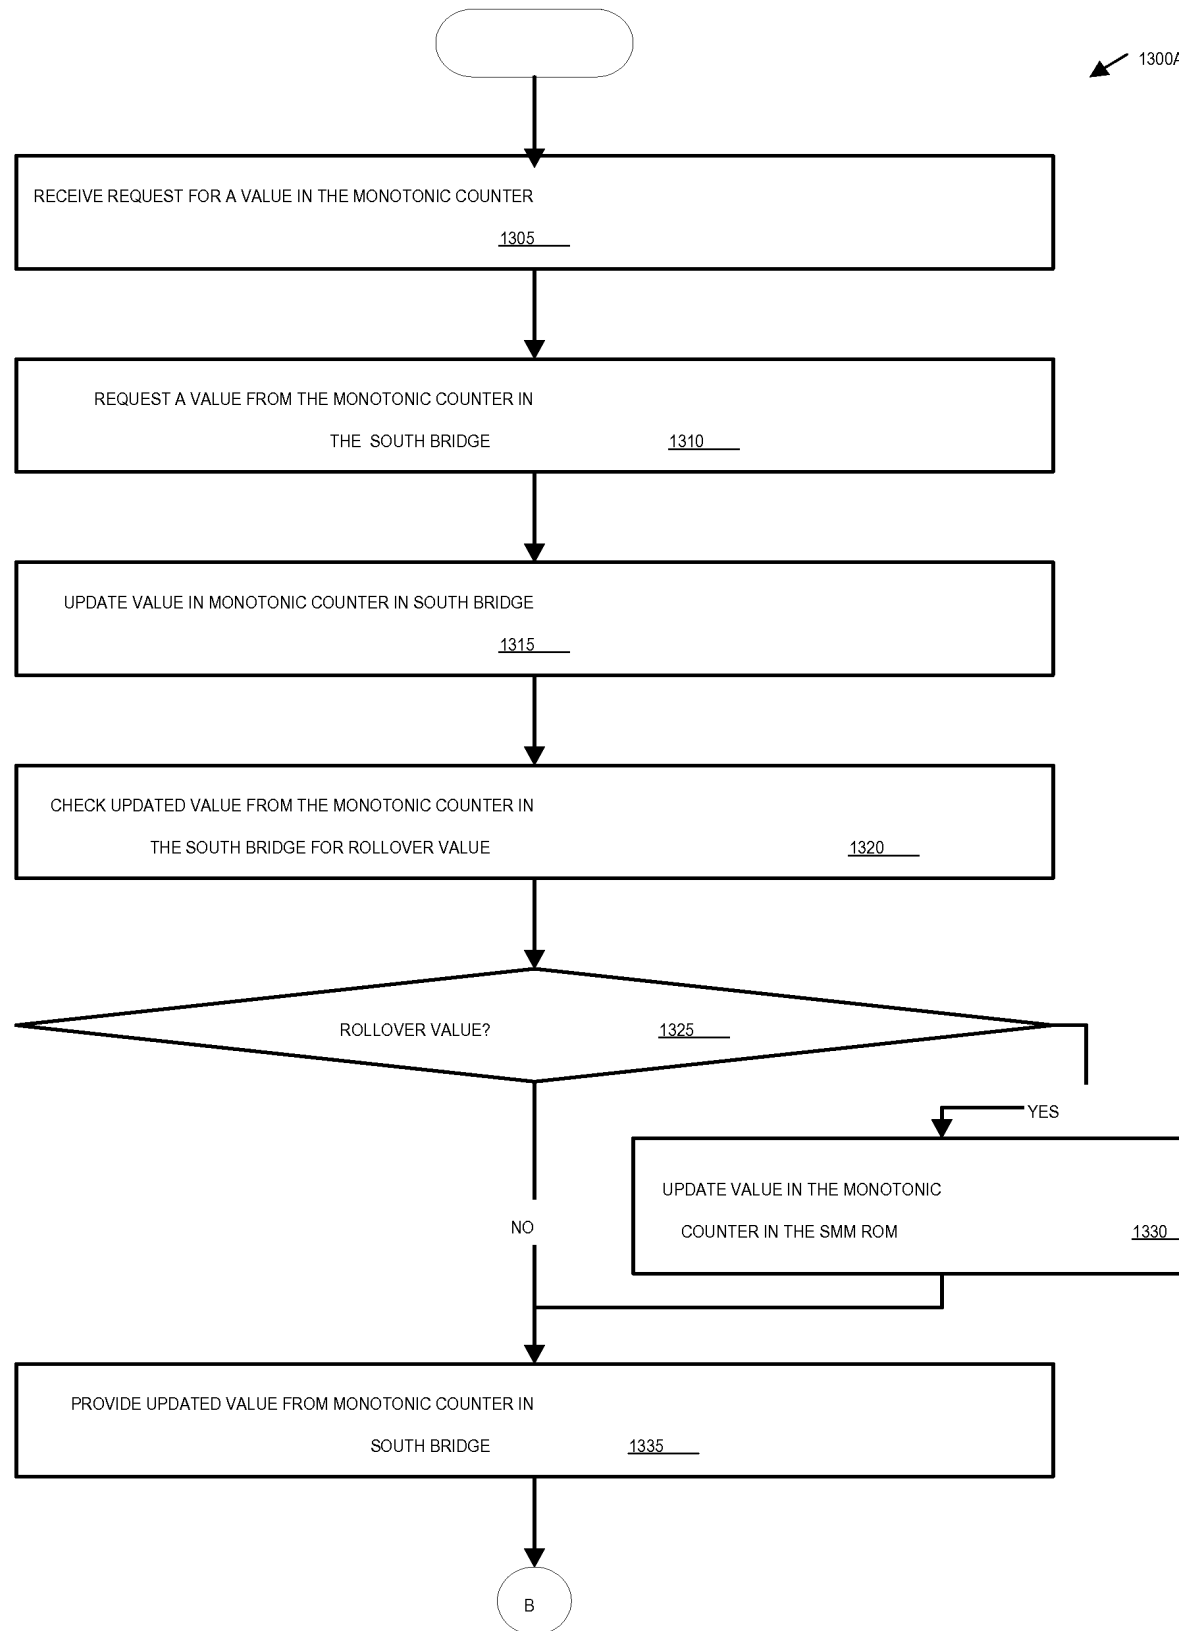 1300A
RECEIVE REQUEST FOR A VALUE IN THE MONOTONIC COUNTER
1305
REQUEST A VALUE FROM THE MONOTONIC COUNTER IN
THE SOUTH BRIDGE 1310
UPDATE VALUE IN MONOTONIC COUNTER IN SOUTH BRIDGE
1315
CHECK UPDATED VALUE FROM THE MONOTONIC COUNTER IN
THE SOUTH BRIDGE FOR ROLLOVER VALUE 1320
ROLLOVER VALUE? 1325
YES
UPDATE VALUE IN THE MONOTONIC
COUNTER IN THE SMM ROM 1330
NO
PROVIDE UPDATED VALUE FROM MONOTONIC COUNTER IN
SOUTH BRIDGE 1335
B